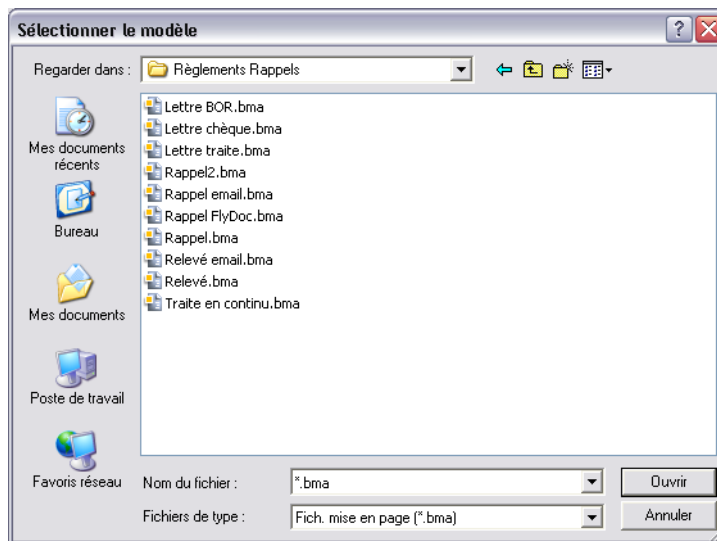 Sélectionner le modèle
Regarder dans : Règlements Rappels
Mes documents récents
Bureau
Mes documents
Poste de travail
Favoris réseau
Lettre BOR.bma
Lettre chèque.bma
Lettre traite.bma
Rappel2.bma
Rappel email.bma
Rappel FlyDoc.bma
Rappel.bma
Relevé email.bma
Relevé.bma
Traite en continu.bma
Nom du fichier : *.bma Ouvrir
Fichiers de type : Fich. mise en page (*.bma) Annuler